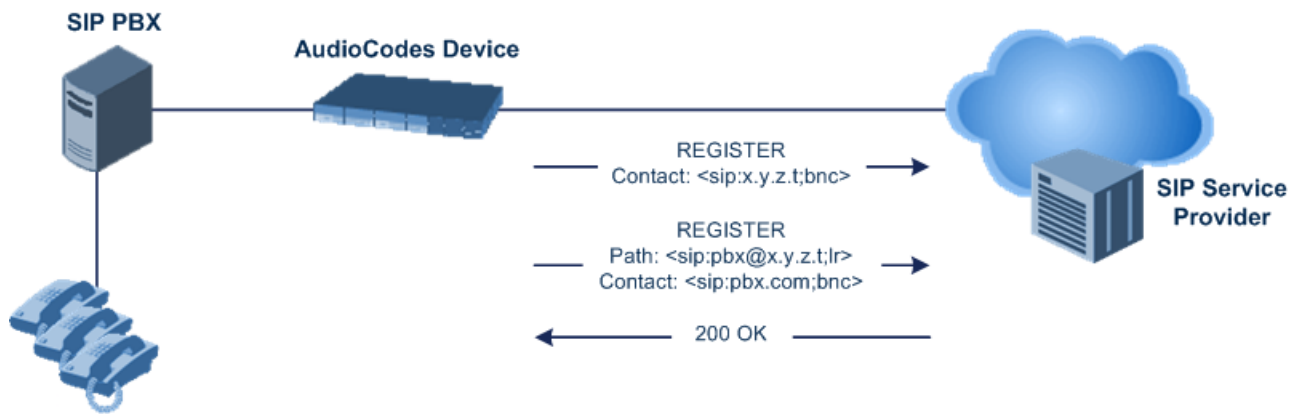 SIP PBX
AudioCodes Device
REGISTER
Contact: <sip:x.y.z.t;bnc>
SIP Service
Provider
REGISTER
Path: <sip:pbx@x.y.z.t;lr>
Contact: <sip:pbx.com;bnc>
200 OK